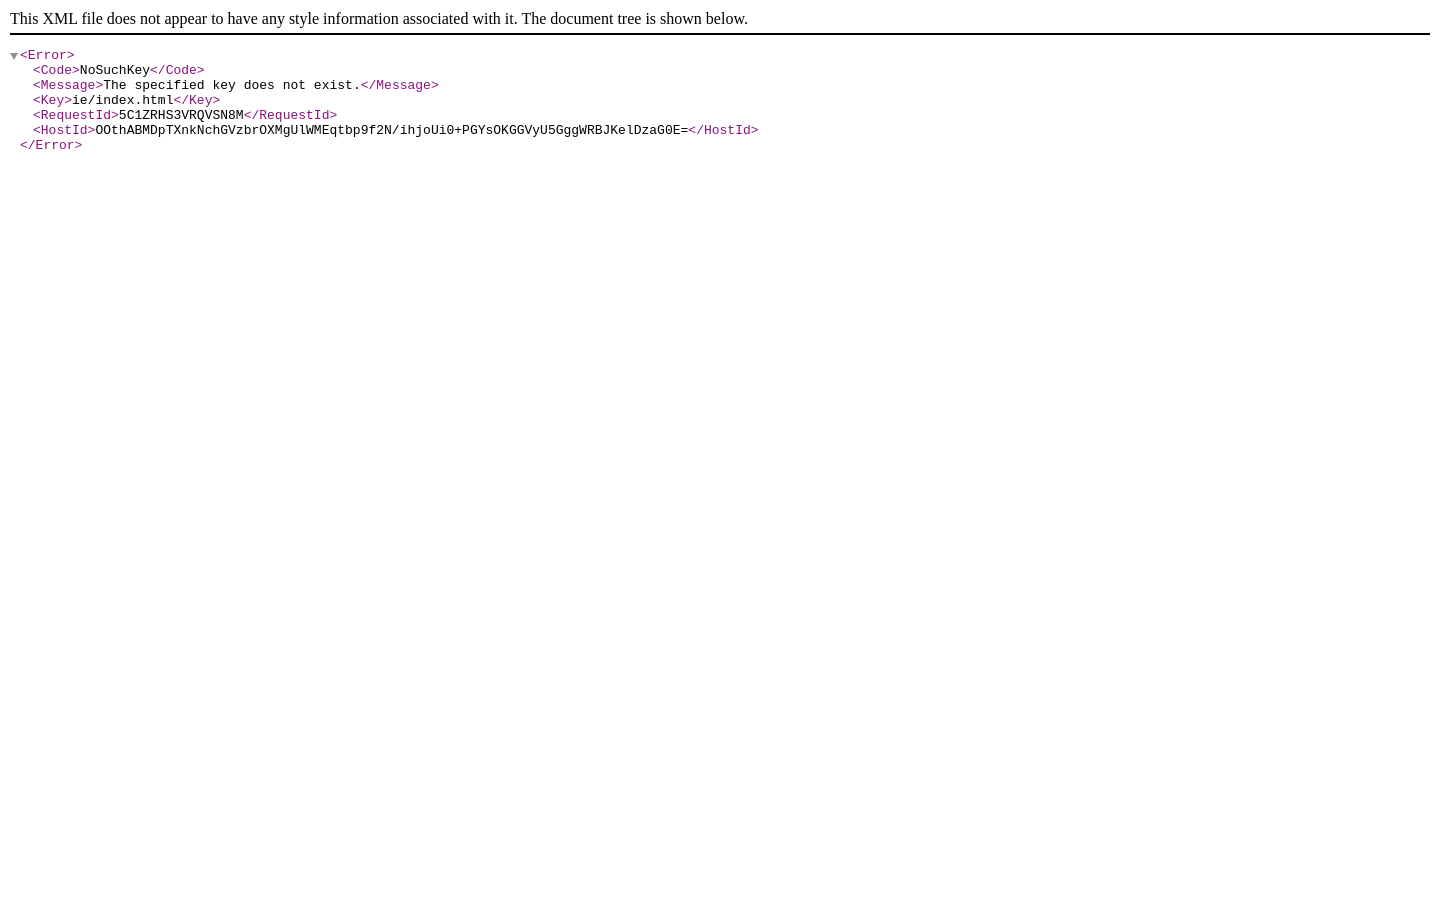 This XML file does not appear to have any style information associated with it. The document tree is shown below.
<Error>
<Code>NoSuchKey</Code>
<Message>The specified key does not exist.</Message>
<Key>ie/index.html</Key>
<RequestId>5C1ZRHS3VRQVSN8M</RequestId>
<HostId>OOthABMDpTXnkNchGVzbrOXMgUlWMEqtbp9f2N/ihjoUi0+PGYsOKGGVyU5GggWRBJKelDzaG0E=</HostId>
</Error>